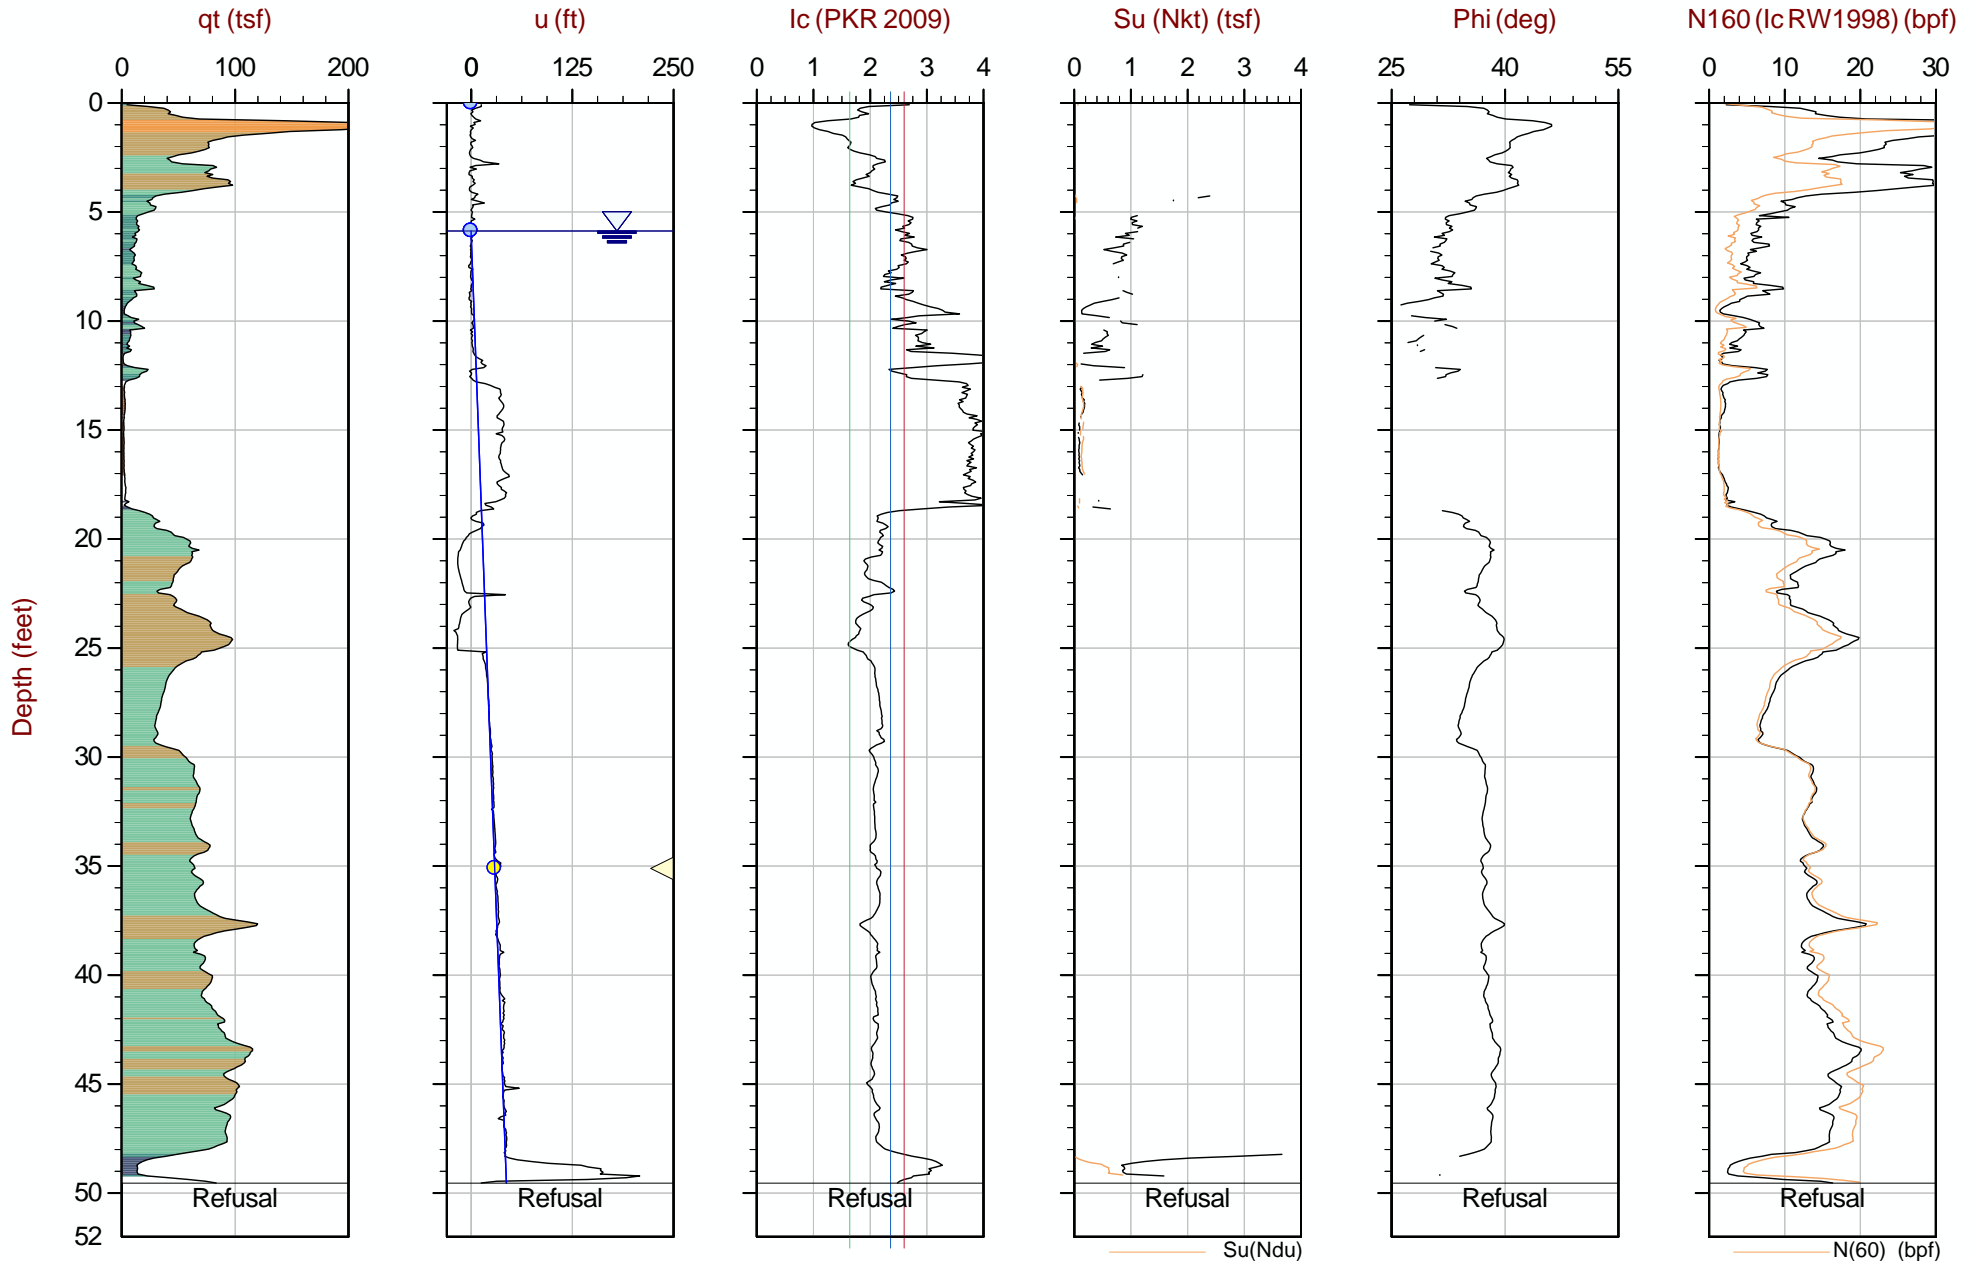 qt (tsf) u (ft) Ic (PKR 2009) Su (Nkt) (tsf) Phi (deg) N160 (Ic RW1998) (bpf)
0 100 200 0 0 125 250 0 1 2 3 4 0 1 2 3 4 25 40 55 0 10 20 30
0
5
10
15
20
25
30
35
40
45
50
52
Depth (feet)
Refusal Refusal Refusal Refusal Refusal Refusal
Su(Ndu) N(60) (bpf)